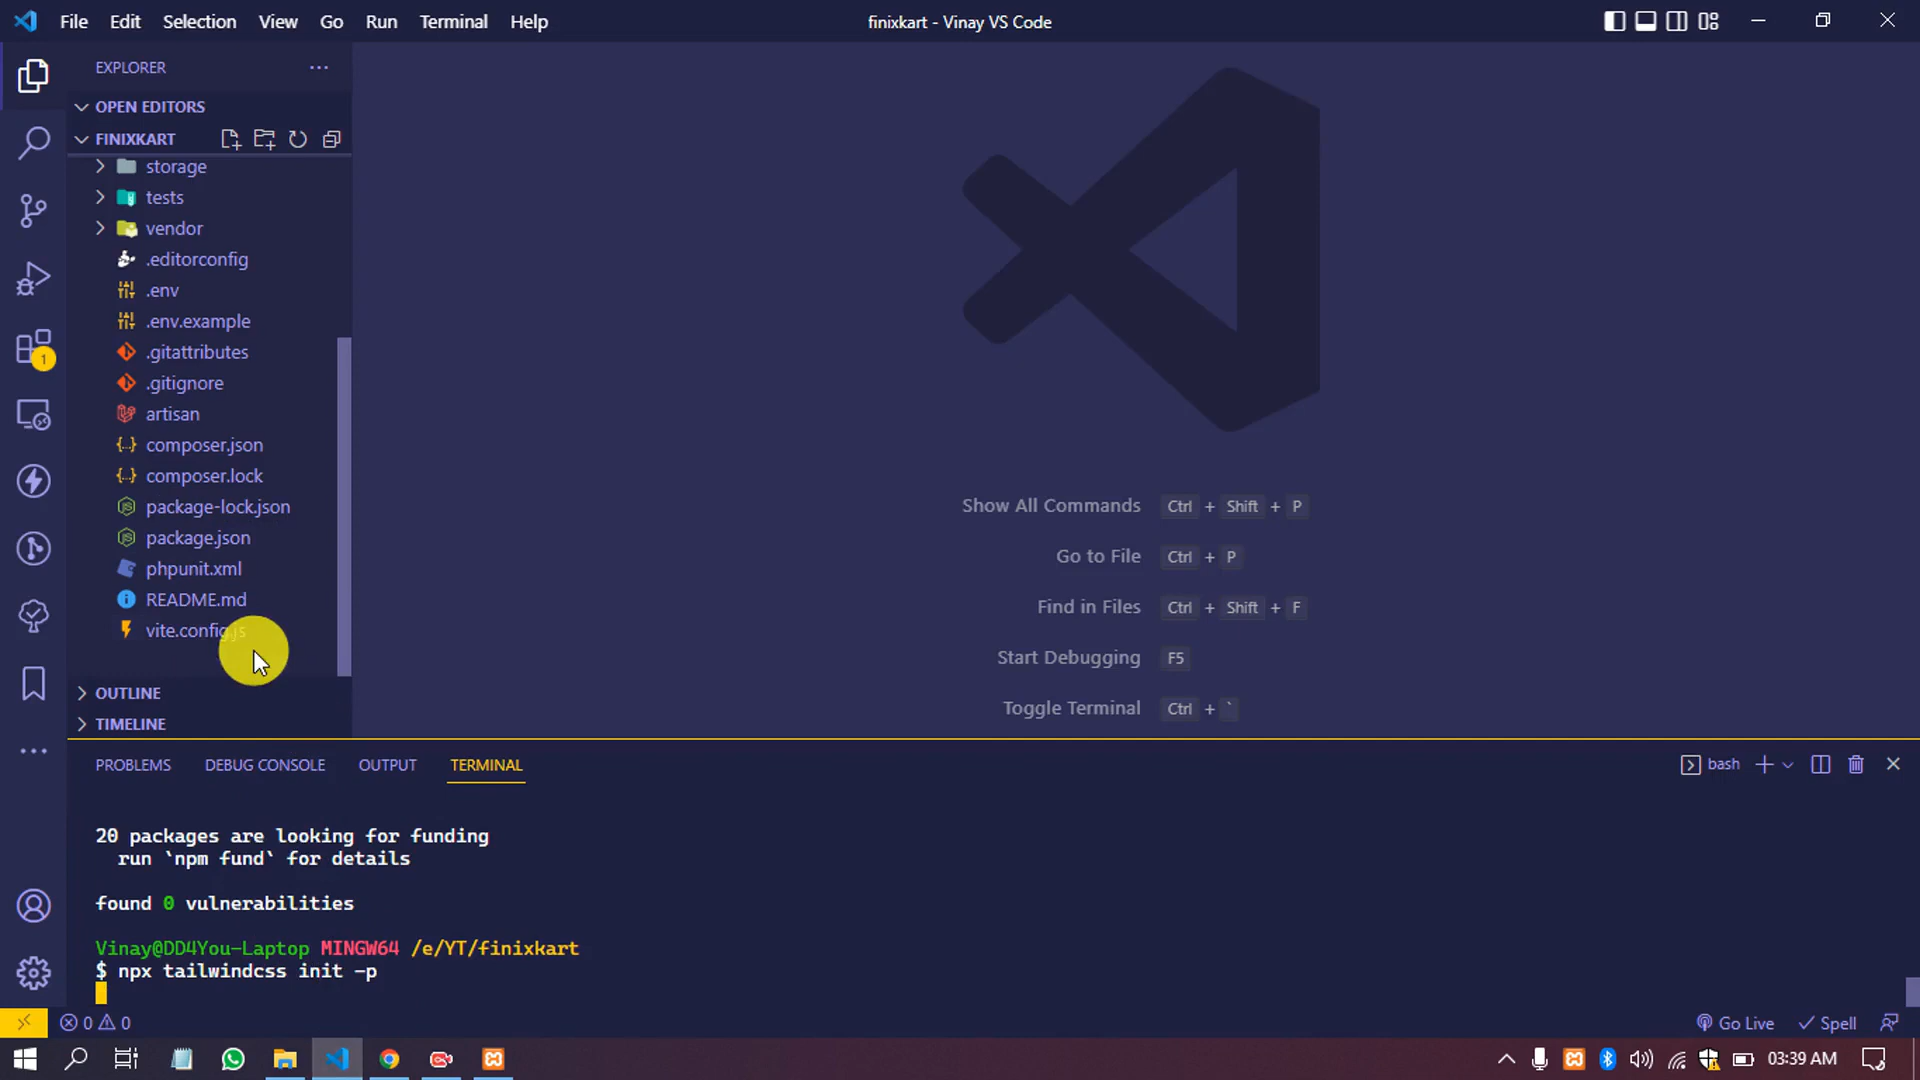 File Edit Selection View Go Run Terminal Help
finixkart - Vinay VS Code
EXPLORER
OPEN EDITORS
FINIXKART
storage
tests
vendor
.editorconfig
.env
.env.example
.gitattributes
.gitignore
artisan
composer.json
composer.lock
package-lock.json
package.json
phpunit.xml
README.md
vite.config.js
OUTLINE
TIMELINE
1
Show All Commands Ctrl + Shift + P
Go to File Ctrl + P
Find in Files Ctrl + Shift + F
Start Debugging F5
Toggle Terminal Ctrl + `
PROBLEMS DEBUG CONSOLE OUTPUT TERMINAL
bash
20 packages are looking for funding
run `npm fund` for details
found 0 vulnerabilities
Vinay@DD4You-Laptop MINGW64 /e/YT/finixkart
$ npx tailwindcss init -p
0 0
Go Live Spell
03:39 AM